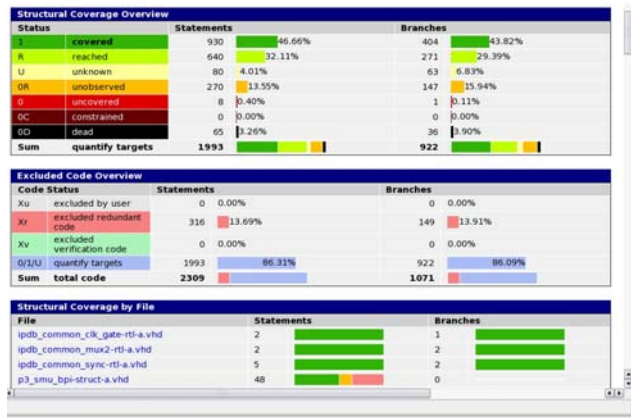 Structural Coverage Overview
Status Statements Branches
1 covered 930 46.66% 404 43.82%
R reached 640 32.11% 271 29.39%
U unknown 80 4.01% 63 6.83%
0R unobserved 270 13.55% 147 15.94%
0 uncovered 8 0.40% 1 0.11%
0C constrained 0 0.00% 0 0.00%
0D dead 65 3.26% 36 3.90%
Sum quantify targets 1993 922
Excluded Code Overview
Code Status Statements Branches
Xu excluded by user 0 0.00% 0 0.00%
Xr excluded redundant code 316 13.69% 149 13.91%
Xv excluded verification code 0 0.00% 0 0.00%
0/1/U quantify targets 1993 86.31% 922 86.09%
Sum total code 2309 1071
Structural Coverage by File
File Statements Branches
ipdb_common_clk_gate-rtl-a.vhd 2 1
ipdb_common_mux2-rtl-a.vhd 2 2
ipdb_common_sync-rtl-a.vhd 5 2
p3_smu_bpi-struct-a.vhd 48 0